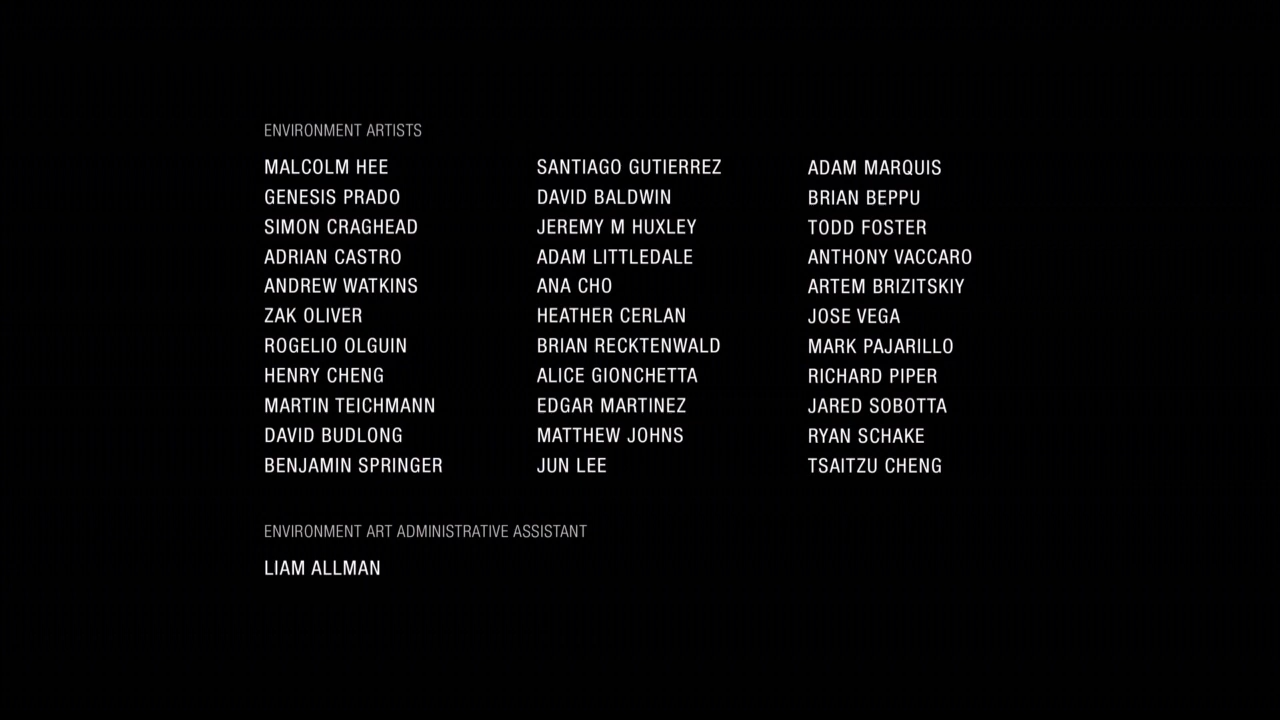 ENVIRONMENT ARTISTS
MALCOLM HEE SANTIAGO GUTIERREZ ADAM MARQUIS
GENESIS PRADO DAVID BALDWIN BRIAN BEPPU
SIMON CRAGHEAD JEREMY M HUXLEY TODD FOSTER
ADRIAN CASTRO ADAM LITTLEDALE ANTHONY VACCARO
ANDREW WATKINS ANA CHO ARTEM BRIZITSKIY
ZAK OLIVER HEATHER CERLAN JOSE VEGA
ROGELIO OLGUIN BRIAN RECKTENWALD MARK PAJARILLO
HENRY CHENG ALICE GIONCHETTA RICHARD PIPER
MARTIN TEICHMANN EDGAR MARTINEZ JARED SOBOTTA
DAVID BUDLONG MATTHEW JOHNS RYAN SCHAKE
BENJAMIN SPRINGER JUN LEE TSAITZU CHENG
ENVIRONMENT ART ADMINISTRATIVE ASSISTANT
LIAM ALLMAN